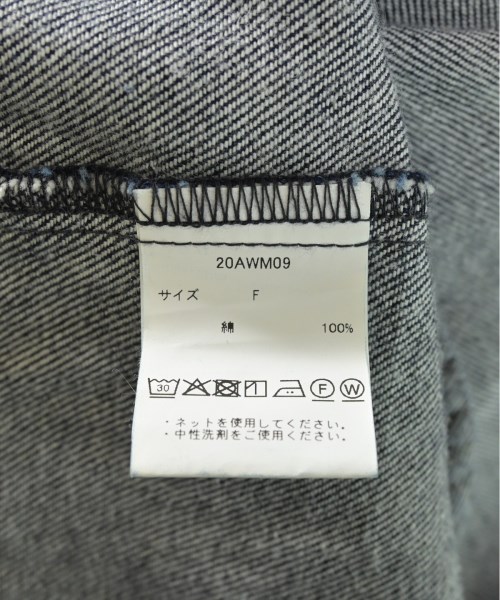 20AWM09
サイズ F
綿 100%
30 F W
・ネットを使用してください。
・中性洗剤をご使用ください。